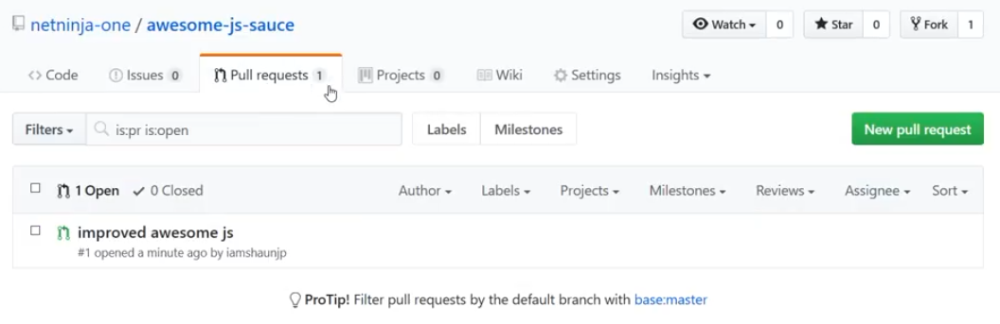 netninja-one / awesome-js-sauce Watch 0 Star 0 Fork 1
<> Code Issues 0 Pull requests 1 Projects 0 Wiki Settings Insights
Filters is:pr is:open Labels Milestones New pull request
1 Open 0 Closed Author Labels Projects Milestones Reviews Assignee Sort
improved awesome js
#1 opened a minute ago by iamshaunjp
ProTip! Filter pull requests by the default branch with base:master